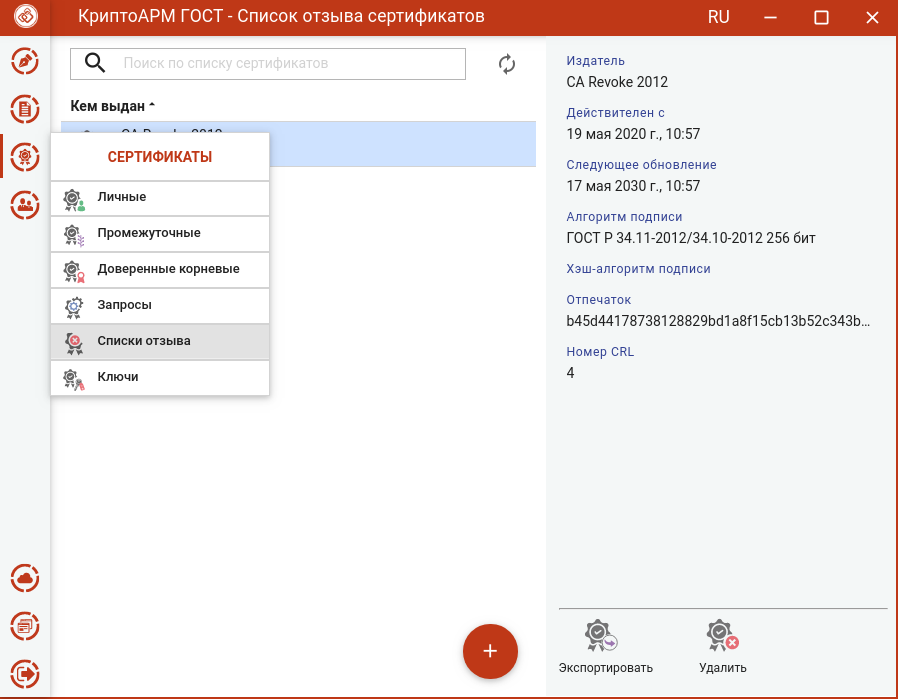 КриптоАРМ ГОСТ - Список отзыва сертификатов
RU
Поиск по списку сертификатов
Кем выдан
CA Revoke 2012
СЕРТИФИКАТЫ
Личные
Промежуточные
Доверенные корневые
Запросы
Списки отзыва
Ключи
Издатель
CA Revoke 2012
Действителен с
19 мая 2020 г., 10:57
Следующее обновление
17 мая 2030 г., 10:57
Алгоритм подписи
ГОСТ Р 34.11-2012/34.10-2012 256 бит
Хэш-алгоритм подписи
Отпечаток
b45d44178738128829bd1a8f15cb13b52c343b...
Номер CRL
4
Экспортировать
Удалить